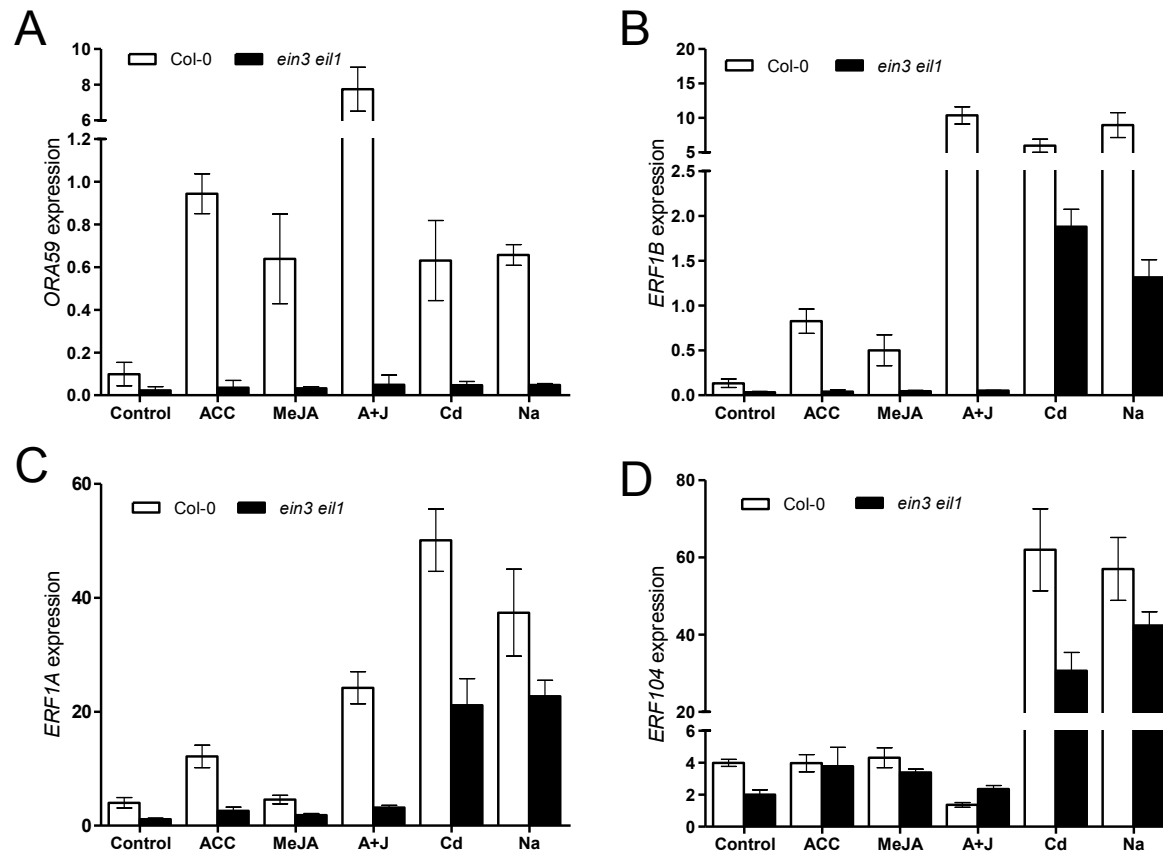 A
Col-0 ein3 eil1
10
8
6
1.2
1.0
0.8
0.6
0.4
0.2
0.0
ORA59 expression
Control ACC MeJA A+J Cd Na
B
Col-0 ein3 eil1
20
15
10
5
2.5
2.0
1.5
1.0
0.5
0.0
ERF1B expression
Control ACC MeJA A+J Cd Na
C
Col-0 ein3 eil1
60
40
20
0
ERF1A expression
Control ACC MeJA A+J Cd Na
D
Col-0 ein3 eil1
80
60
40
20
6
4
2
0
ERF104 expression
Control ACC MeJA A+J Cd Na